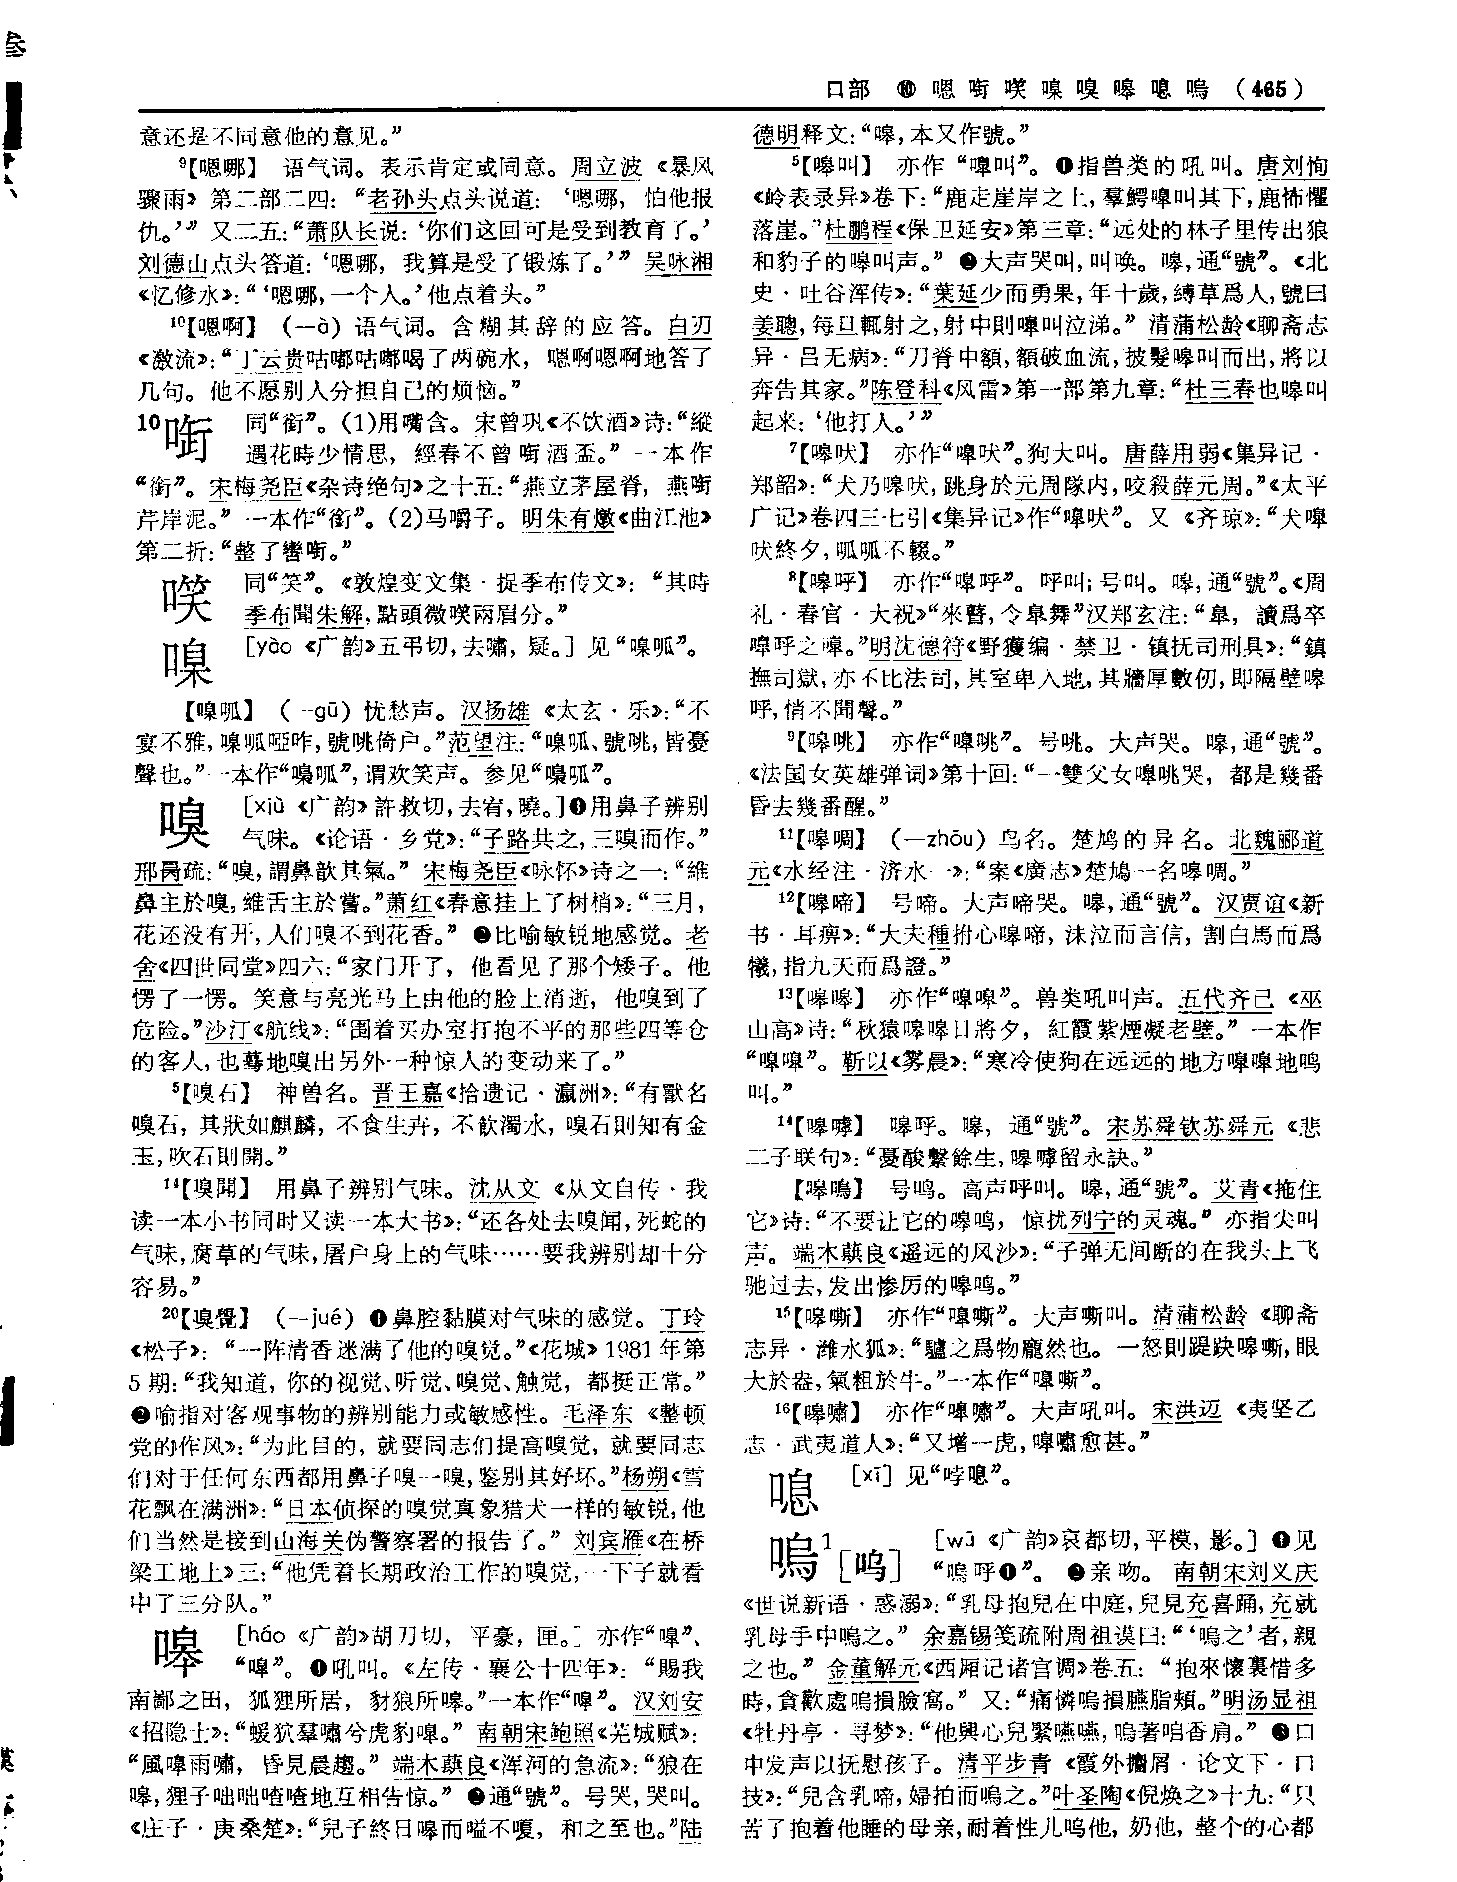 口部 ⑩ 嗯 㗸 㗛 㗼 嗅 嗥 㗭 嗚 (465)
意还是不同意他的意见。”
⁹【嗯哪】 语气词。表示肯定或同意。周立波《暴风
骤雨》第二部二四：“老孙头点头说道：‘嗯哪，怕他报
仇。’” 又二五：“萧队长说：‘你们这回可是受到教育了。’
刘德山点头答道：‘嗯哪，我算是受了锻炼了。’” 吴咏湘
《忆修水》：“‘嗯哪，一个人。’他点着头。”
¹⁰【嗯啊】 (—à) 语气词。含糊其辞的应答。白刃
《激流》：“丁云贵咕嘟咕嘟喝了两碗水，嗯啊嗯啊地答了
几句。他不愿别人分担自己的烦恼。”
10 㗸 同“銜”。(1)用嘴含。宋曾巩《不饮酒》诗：“縱
遇花時少情思，經春不曾㗸酒盃。” 一本作
“銜”。宋梅尧臣《杂诗绝句》之十五：“燕立茅屋脊，燕㗸
芹岸泥。” 一本作“銜”。(2)马嚼子。明朱有燉《曲江池》
第二折：“整了轡㗸。”
㗛 同“笑”。《敦煌变文集·捉季布传文》：“其時
季布聞朱解，點頭微㗛兩眉分。”
㗼 [yào 《广韵》五弔切，去嘯，疑。] 见“㗼呱”。
【㗼呱】 (—gū) 忧愁声。汉扬雄《太玄·乐》：“不
宴不雅，㗼呱啞咋，號咷倚户。”范望注：“㗼呱、號咷，皆憂
聲也。”一本作“嘄呱”，谓欢笑声。参见“嘄呱”。
嗅 [xiù 《广韵》許救切，去宥，曉。]❶用鼻子辨别
气味。《论语·乡党》：“子路共之，三嗅而作。”
邢昺疏：“嗅，謂鼻歆其氣。” 宋梅尧臣《咏怀》诗之一：“維
鼻主於嗅，維舌主於嘗。”萧红《春意挂上了树梢》：“三月，
花还没有开，人们嗅不到花香。” ❷比喻敏锐地感觉。老
舍《四世同堂》四六：“家门开了，他看见了那个矮子。他
愣了一愣。笑意与亮光马上由他的脸上消逝，他嗅到了
危险。”沙汀《航线》：“围着买办室打抱不平的那些四等仓
的客人，也蓦地嗅出另外一种惊人的变动来了。”
⁵【嗅石】 神兽名。晋王嘉《拾遗记·瀛洲》：“有獸名
嗅石，其狀如麒麟，不食生卉，不飲濁水，嗅石則知有金
玉，吹石則開。”
¹⁴【嗅聞】 用鼻子辨别气味。沈从文《从文自传·我
读一本小书同时又读一本大书》：“还各处去嗅闻，死蛇的
气味，腐草的气味，屠户身上的气味……要我辨别却十分
容易。”
²⁰【嗅覺】 (—jué) ❶鼻腔黏膜对气味的感觉。丁玲
《松子》：“一阵清香迷满了他的嗅觉。”《花城》1981年第
5期：“我知道，你的视觉、听觉、嗅觉、触觉，都挺正常。”
❷喻指对客观事物的辨别能力或敏感性。毛泽东《整顿
党的作风》：“为此目的，就要同志们提高嗅觉，就要同志
们对于任何东西都用鼻子嗅一嗅，鉴别其好坏。”杨朔《雪
花飘在满洲》：“日本侦探的嗅觉真象猎犬一样的敏锐，他
们当然是接到山海关伪警察署的报告了。” 刘宾雁《在桥
梁工地上》三：“他凭着长期政治工作的嗅觉，一下子就看
中了三分队。”
嗥 [háo 《广韵》胡刀切，平豪，匣。] 亦作“嘷”、
“㗱”。❶吼叫。《左传·襄公十四年》：“賜我
南鄙之田，狐狸所居，豺狼所嗥。”一本作“嘷”。汉刘安
《招隐士》：“蝯狖羣嘯兮虎豹嗥。” 南朝宋鲍照《芜城赋》：
“風嗥雨嘯，昏見晨趨。” 端木蕻良《浑河的急流》：“狼在
嗥，狸子咄咄喳喳地互相告惊。” ❷通“號”。号哭，哭叫。
《庄子·庚桑楚》：“兒子終日嗥而嗌不嗄，和之至也。”陆
德明释文：“嗥，本又作號。”
⁵【嗥叫】 亦作“嘷叫”。❶指兽类的吼叫。唐刘恂
《岭表录异》卷下：“鹿走崖岸之上，羣鰐嘷叫其下，鹿怖懼
落崖。”杜鹏程《保卫延安》第三章：“远处的林子里传出狼
和豹子的嗥叫声。” ❷大声哭叫，叫唤。嗥，通“號”。《北
史·吐谷浑传》：“葉延少而勇果，年十歲，縛草爲人，號曰
姜聰，每旦輒射之，射中則嗥叫泣涕。” 清蒲松龄《聊斋志
异·吕无病》：“刀脊中額，額破血流，披髮嗥叫而出，將以
奔告其家。”陈登科《风雷》第一部第九章：“杜三春也嗥叫
起来：‘他打人。’”
⁷【嗥吠】 亦作“嘷吠”。狗大叫。唐薛用弱《集异记·
郑韶》：“犬乃嗥吠，跳身於元周隊内，咬殺薛元周。”《太平
广记》卷四三七引《集异记》作“嘷吠”。又《齐琼》：“犬嗥
吠終夕，呱呱不輟。”
⁸【嗥呼】 亦作“嘷呼”。呼叫；号叫。嗥，通“號”。《周
礼·春官·大祝》“來瞽，令臯舞”汉郑玄注：“臯，讀爲卒
嘷呼之嘷。”明沈德符《野獲编·禁卫·镇抚司刑具》：“鎮
撫司獄，亦不比法司，其室卑入地，其牆厚數仞，即隔壁嗥
呼，悄不聞聲。”
⁹【嗥咷】 亦作“嘷咷”。号咷。大声哭。嗥，通“號”。
《法国女英雄弹词》第十回：“一雙父女嗥咷哭，都是幾番
昏去幾番醒。”
¹¹【嗥啁】 (—zhōu) 鸟名。楚鸠的异名。北魏郦道
元《水经注·济水一》：“案《廣志》楚鳩一名嗥啁。”
¹²【嗥啼】 号啼。大声啼哭。嗥，通“號”。汉贾谊《新
书·耳痹》：“大夫種拊心嗥啼，沬泣而言信，割白馬而爲
犧，指九天而爲證。”
¹³【嗥嗥】 亦作“嘷嘷”。兽类吼叫声。五代齐己《巫
山高》诗：“秋猿嗥嗥日將夕，紅霞紫煙凝老壁。” 一本作
“嘷嘷”。靳以《雾晨》：“寒冷使狗在远远的地方嗥嗥地鸣
叫。”
¹⁴【嗥嘑】 嗥呼。嗥，通“號”。宋苏舜钦苏舜元《悲
二子联句》：“憂酸繫餘生，嗥嘑留永訣。”
【嗥鳴】 号鸣。高声呼叫。嗥，通“號”。艾青《拖住
它》诗：“不要让它的嗥鸣，惊扰列宁的灵魂。” 亦指尖叫
声。端木蕻良《遥远的风沙》：“子弹无间断的在我头上飞
驰过去，发出惨厉的嗥鸣。”
¹⁵【嗥嘶】 亦作“嘷嘶”。大声嘶叫。清蒲松龄《聊斋
志异·潍水狐》：“驢之爲物龐然也。一怒則踶趹嗥嘶，眼
大於盎，氣粗於牛。”一本作“嘷嘶”。
¹⁶【嗥嘯】 亦作“嘷嘯”。大声吼叫。宋洪迈《夷坚乙
志·武夷道人》：“又增一虎，嗥嘯愈甚。”
㗭 [xī] 见“哱㗭”。
嗚¹[呜] [wū 《广韵》哀都切，平模，影。] ❶见
“嗚呼❶”。 ❷亲吻。 南朝宋刘义庆
《世说新语·惑溺》：“乳母抱兒在中庭，兒見充喜踊，充就
乳母手中嗚之。” 余嘉锡笺疏附周祖谟曰：“‘嗚之’者，親
之也。” 金董解元《西厢记诸宫调》卷五：“抱來懷裏惜多
時，貪歡處嗚損臉窩。” 又：“痛憐嗚損臙脂頰。”明汤显祖
《牡丹亭·寻梦》：“他興心兒緊嚥嚥，嗚著咱香肩。” ❸口
中发声以抚慰孩子。清平步青《霞外攟屑·论文下·口
技》：“兒含乳啼，婦拍而嗚之。”叶圣陶《倪焕之》十九：“只
苦了抱着他睡的母亲，耐着性儿呜他，奶他，整个的心都